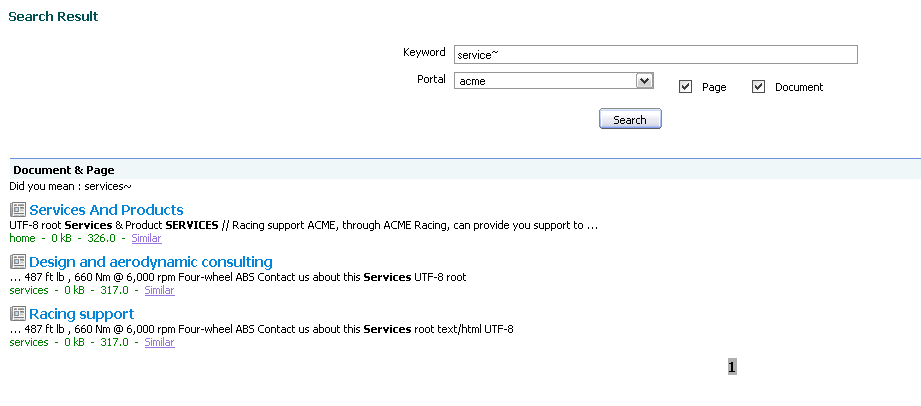 Search Result
Keyword service~
Portal acme Page Document
Search
Document & Page
Did you mean : services~
Services And Products
UTF-8 root Services & Product SERVICES // Racing support ACME, through ACME Racing, can provide you support to ...
home - 0 kB - 326.0 - Similar
Design and aerodynamic consulting
... 487 ft lb , 660 Nm @ 6,000 rpm Four-wheel ABS Contact us about this Services UTF-8 root
services - 0 kB - 317.0 - Similar
Racing support
... 487 ft lb , 660 Nm @ 6,000 rpm Four-wheel ABS Contact us about this Services root text/html UTF-8
services - 0 kB - 317.0 - Similar
1